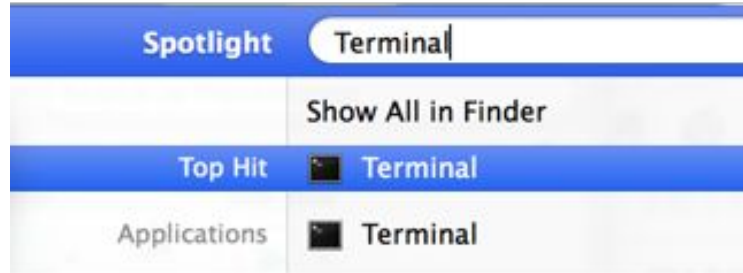 Spotlight Terminal
Show All in Finder
Top Hit Terminal
Applications Terminal